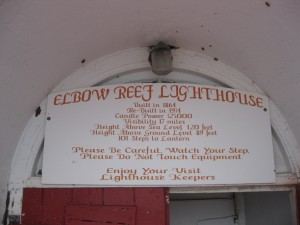 ELBOW REEF LIGHTHOUSE
Built in 1864
Re-Built in 1934
Candle Power 325000
Visibility 17 miles
Height Above Sea Level 120 feet
Height Above Ground Level 89 feet
101 Steps to Lantern
Please Be Careful, Watch Your Step.
Please Do Not Touch Equipment
Enjoy Your Visit
Lighthouse Keepers